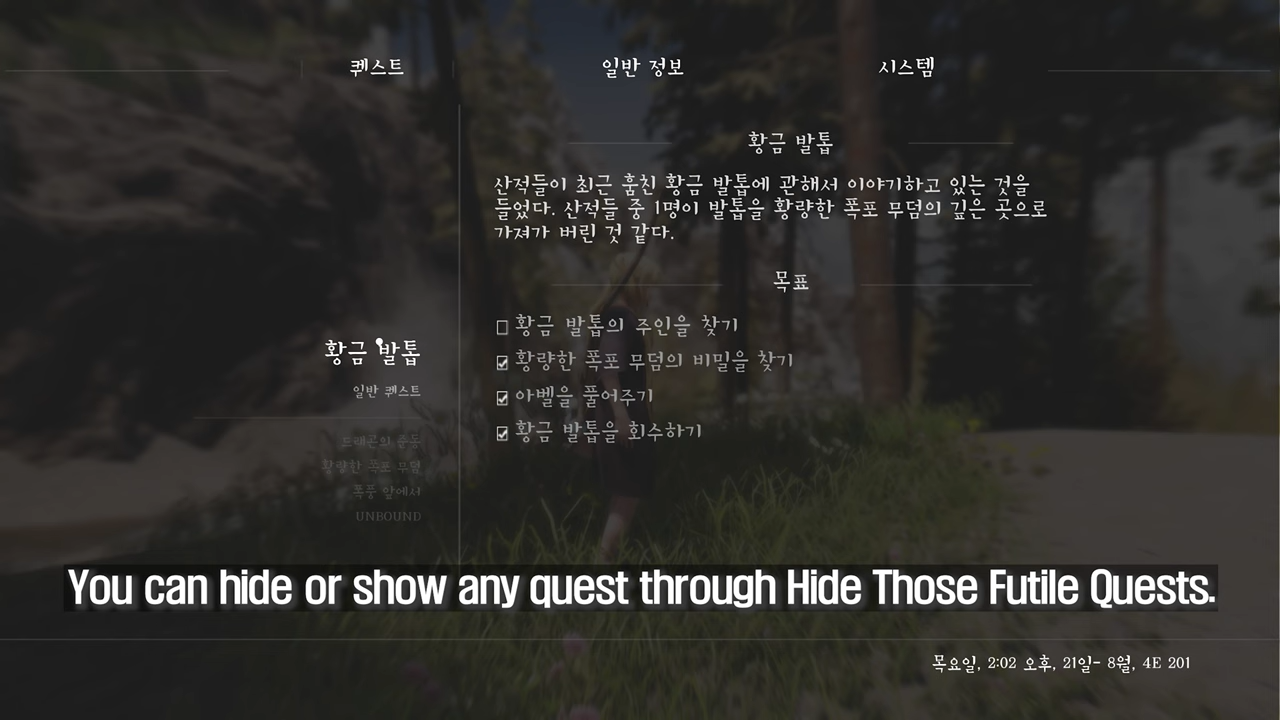 퀘스트
일반 정보
시스템
황금 발톱
산적들이 최근 훔친 황금 발톱에 관해서 이야기하고 있는 것을
들었다. 산적들 중 1명이 발톱을 황량한 폭포 무덤의 깊은 곳으로
가져가 버린 것 같다.
목표
황금 발톱의 주인을 찾기
황량한 폭포 무덤의 비밀을 찾기
아벨을 풀어주기
황금 발톱을 회수하기
황금 발톱
일반 퀘스트
드래곤의 준동
황량한 폭포 무덤
폭풍 앞에서
UNBOUND
You can hide or show any quest through Hide Those Futile Quests.
목요일, 2:02 오후, 21일- 8월, 4E 201